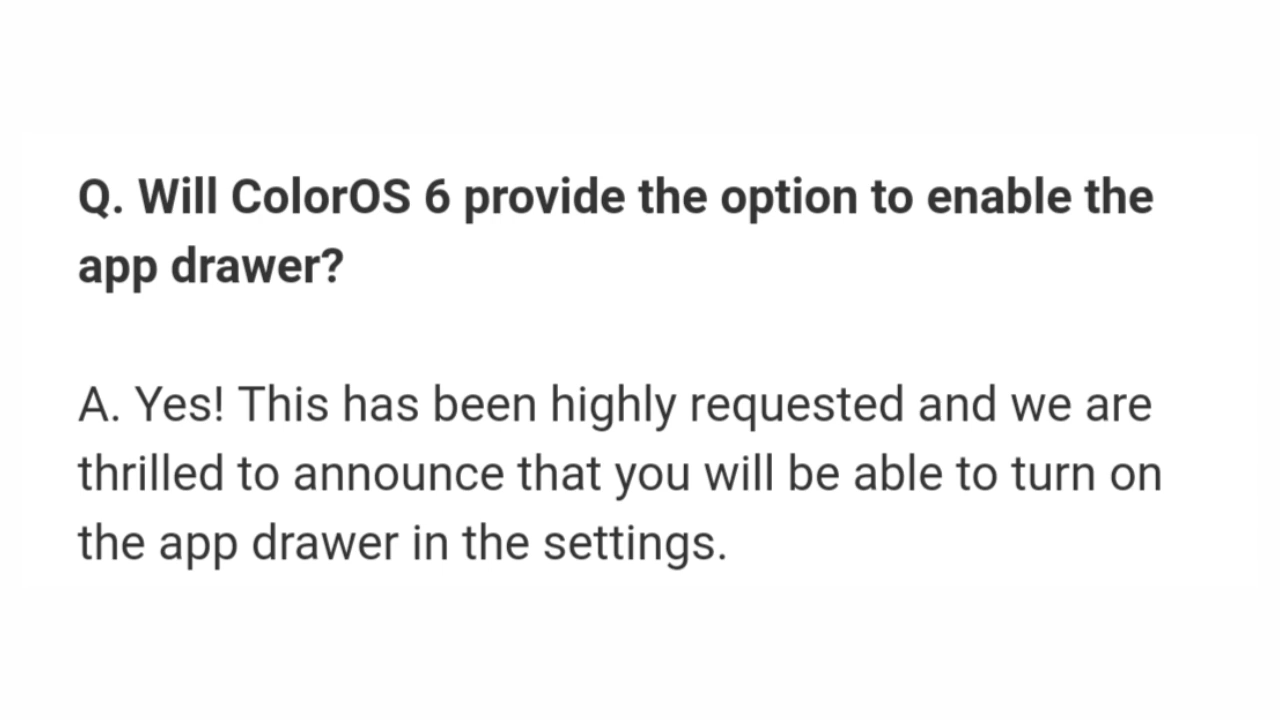 Q. Will ColorOS 6 provide the option to enable the
app drawer?
A. Yes! This has been highly requested and we are
thrilled to announce that you will be able to turn on
the app drawer in the settings.